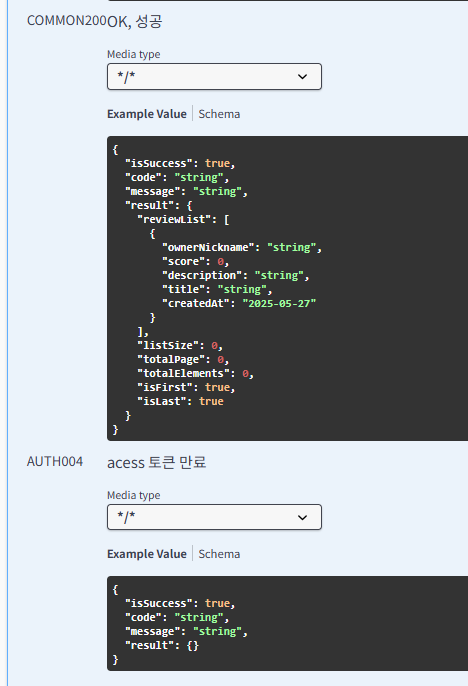 COMMON200OK, 성공
Media type
*/*
Example Value Schema
{
"isSuccess": true,
"code": "string",
"message": "string",
"result": {
"reviewList": [
{
"ownerNickname": "string",
"score": 0,
"description": "string",
"title": "string",
"createdAt": "2025-05-27"
}
],
"listSize": 0,
"totalPage": 0,
"totalElements": 0,
"isFirst": true,
"isLast": true
}
}
AUTH004 acess 토큰 만료
Media type
*/*
Example Value Schema
{
"isSuccess": true,
"code": "string",
"message": "string",
"result": {}
}